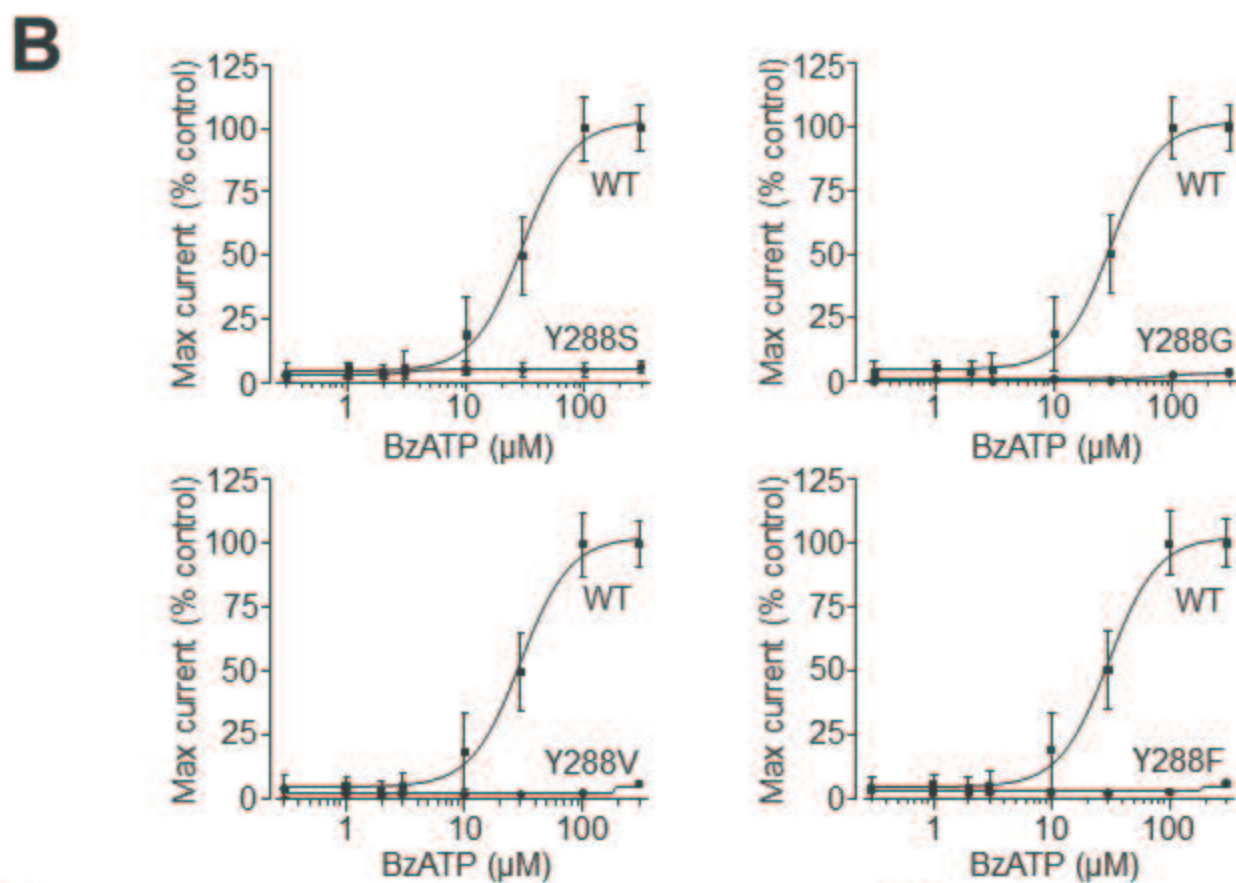 B
Max current (% control)
125
100
75
50
25
0
WT
Y288S
1 10 100
BzATP (µM)
Max current (% control)
125
100
75
50
25
0
WT
Y288G
1 10 100
BzATP (µM)
Max current (% control)
125
100
75
50
25
0
WT
Y288V
1 10 100
BzATP (µM)
Max current (% control)
125
100
75
50
25
0
WT
Y288F
1 10 100
BzATP (µM)